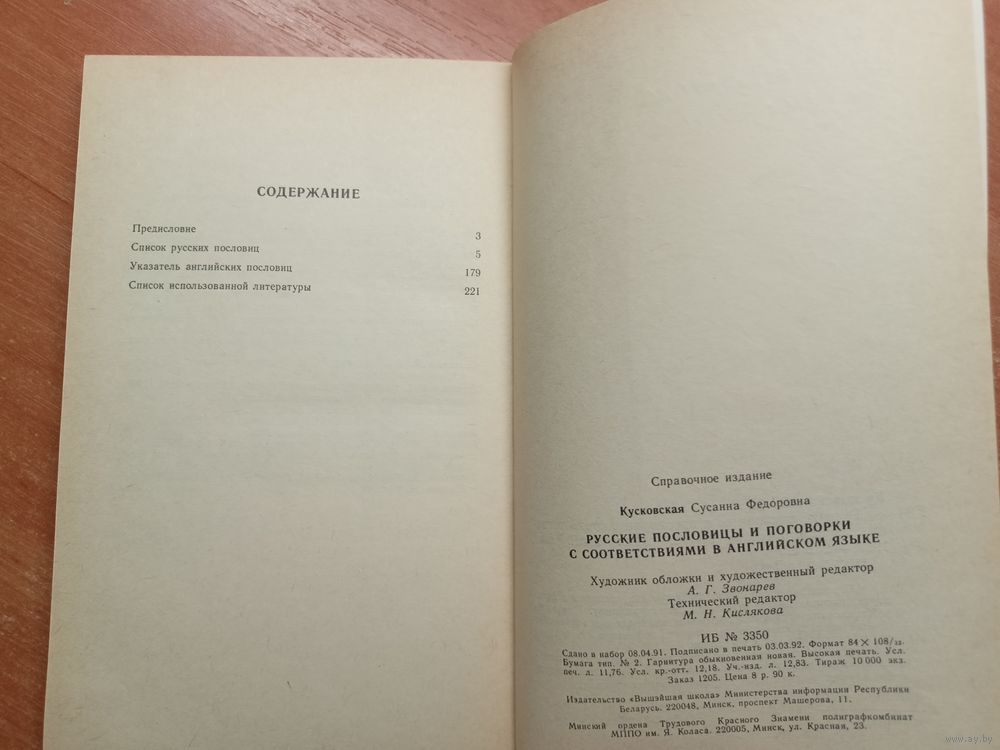 СОДЕРЖАНИЕ
Предисловие 3
Список русских пословиц 5
Указатель английских пословиц 179
Список использованной литературы 221
Справочное издание
Кусковская Сусанна Федоровна
РУССКИЕ ПОСЛОВИЦЫ И ПОГОВОРКИ
С СООТВЕТСТВИЯМИ В АНГЛИЙСКОМ ЯЗЫКЕ
Художник обложки и художественный редактор
А. Г. Звонарев
Технический редактор
М. Н. Кислякова
ИБ № 3350
Сдано в набор 08.04.91. Подписано в печать 03.03.92. Формат 84 × 108/32.
Бумага тип. № 2. Гарнитура обыкновенная новая. Высокая печать. Усл.
печ. л. 11,76. Усл. кр.-отт. 12,18. Уч.-изд. л. 12,83. Тираж 10 000 экз.
Заказ 1205. Цена 8 р. 90 к.
Издательство «Вышэйшая школа» Министерства информации Республики
Беларусь. 220048, Минск, проспект Машерова, 11.
Минский ордена Трудового Красного Знамени полиграфкомбинат
МППО им. Я. Коласа. 220005, Минск, ул. Красная, 23.
www.ay.by